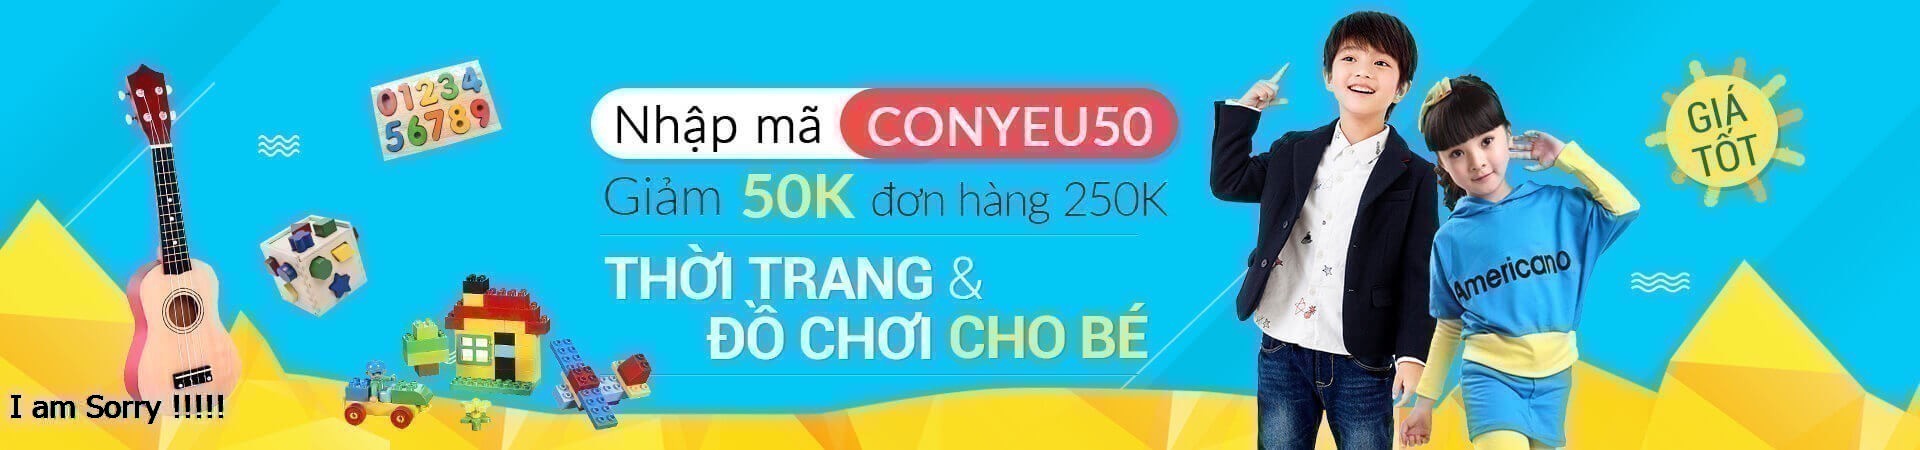 Nhập mã CONYEU50
Giảm 50K đơn hàng 250K
THỜI TRANG &
ĐỒ CHƠI CHO BÉ
GIÁ
TỐT
Americano
01234
56789
I am Sorry !!!!!